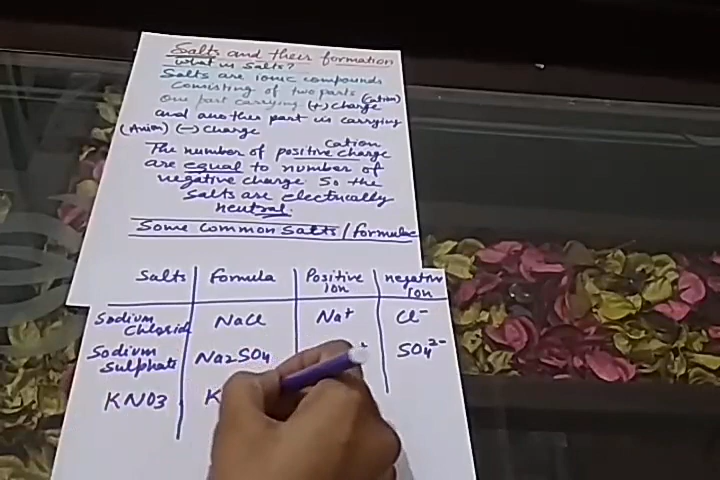 Salts and their formation
what is salts?
Salts are ionic compounds
consisting of two parts
one part carrying (+) charge (Cation)
and another part is carrying
(Anion) (-) charge
cation
The number of positive charge
are equal to number of
negative charge so the
salts are electrically
neutral.
Some common salts/formulae
Salts Formula Positive Ion negative Ion
Sodium Chloride NaCl Na+ Cl-
Sodium Sulphate Na2SO4 + SO4 2-
KNO3 K